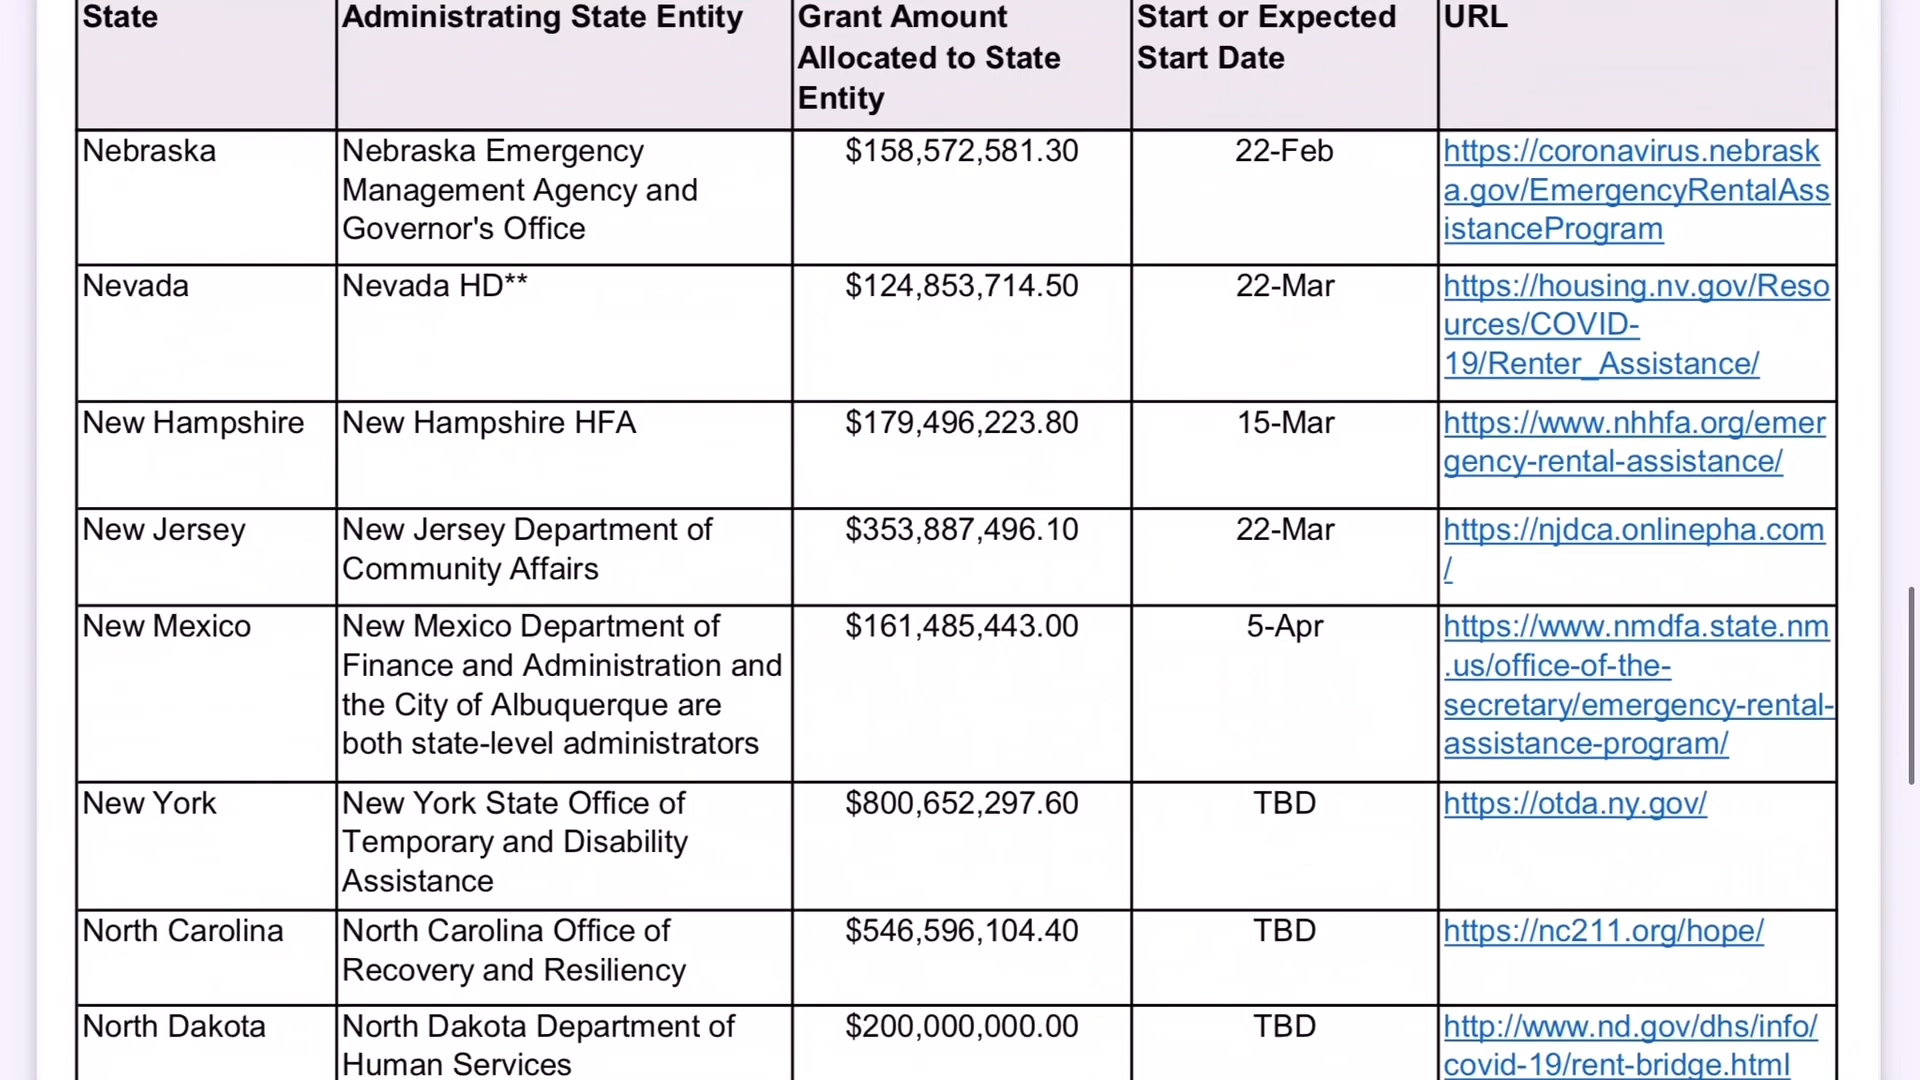 State
Administrating State Entity
Grant Amount
Allocated to State
Entity
Start or Expected
Start Date
URL
Nebraska
Nebraska Emergency
Management Agency and
Governor's Office
$158,572,581.30
22-Feb
https://coronavirus.nebrask
a.gov/EmergencyRentalAss
istanceProgram
Nevada
Nevada HD**
$124,853,714.50
22-Mar
https://housing.nv.gov/Reso
urces/COVID-
19/Renter_Assistance/
New Hampshire
New Hampshire HFA
$179,496,223.80
15-Mar
https://www.nhhfa.org/emer
gency-rental-assistance/
New Jersey
New Jersey Department of
Community Affairs
$353,887,496.10
22-Mar
https://njdca.onlinepha.com
/
New Mexico
New Mexico Department of
Finance and Administration and
the City of Albuquerque are
both state-level administrators
$161,485,443.00
5-Apr
https://www.nmdfa.state.nm
.us/office-of-the-
secretary/emergency-rental-
assistance-program/
New York
New York State Office of
Temporary and Disability
Assistance
$800,652,297.60
TBD
https://otda.ny.gov/
North Carolina
North Carolina Office of
Recovery and Resiliency
$546,596,104.40
TBD
https://nc211.org/hope/
North Dakota
North Dakota Department of
Human Services
$200,000,000.00
TBD
http://www.nd.gov/dhs/info/
covid-19/rent-bridge.html